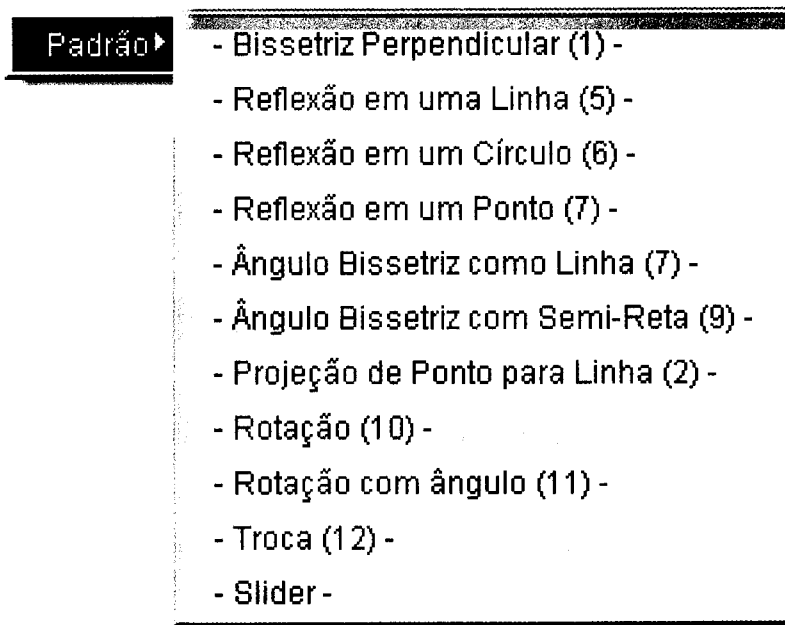 Padrão
- Bissetriz Perpendicular (1) -
- Reflexão em uma Linha (5) -
- Reflexão em um Círculo (6) -
- Reflexão em um Ponto (7) -
- Ângulo Bissetriz como Linha (7) -
- Ângulo Bissetriz com Semi-Reta (9) -
- Projeção de Ponto para Linha (2) -
- Rotação (10) -
- Rotação com ângulo (11) -
- Troca (12) -
- Slider -